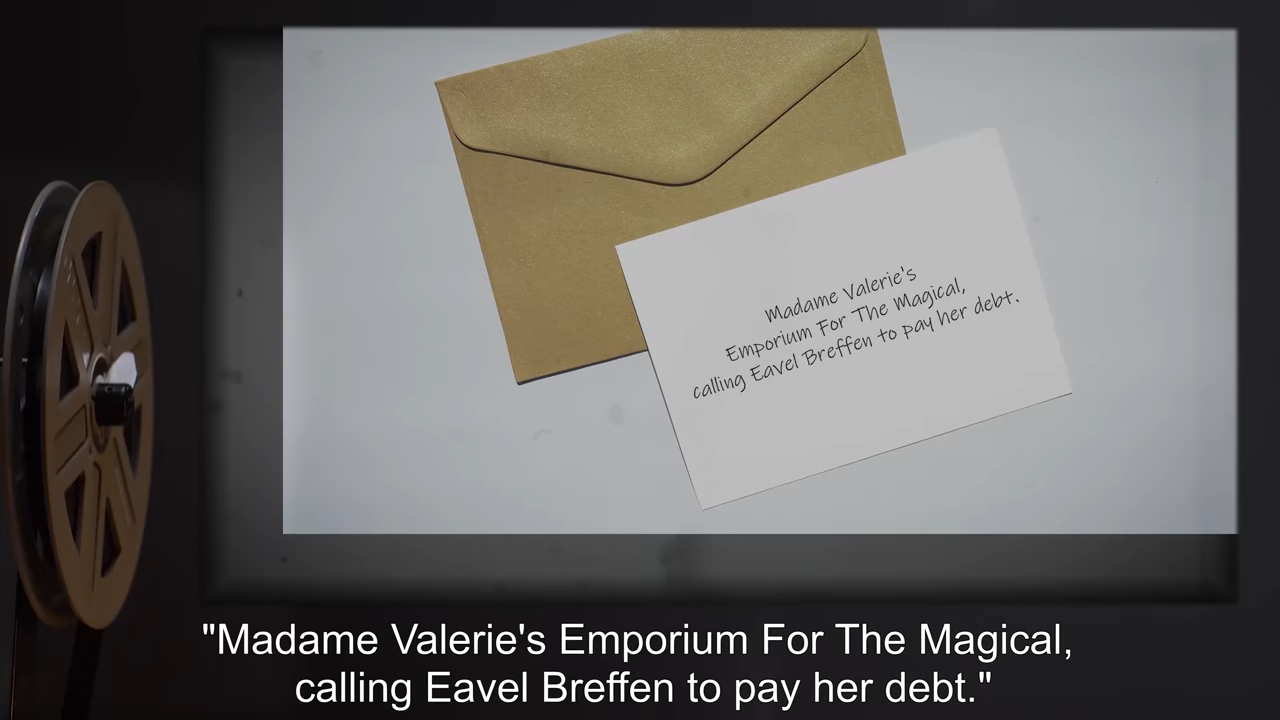 Madame Valerie's
Emporium For The Magical,
calling Eavel Breffen to pay her debt.
"Madame Valerie's Emporium For The Magical,
calling Eavel Breffen to pay her debt."